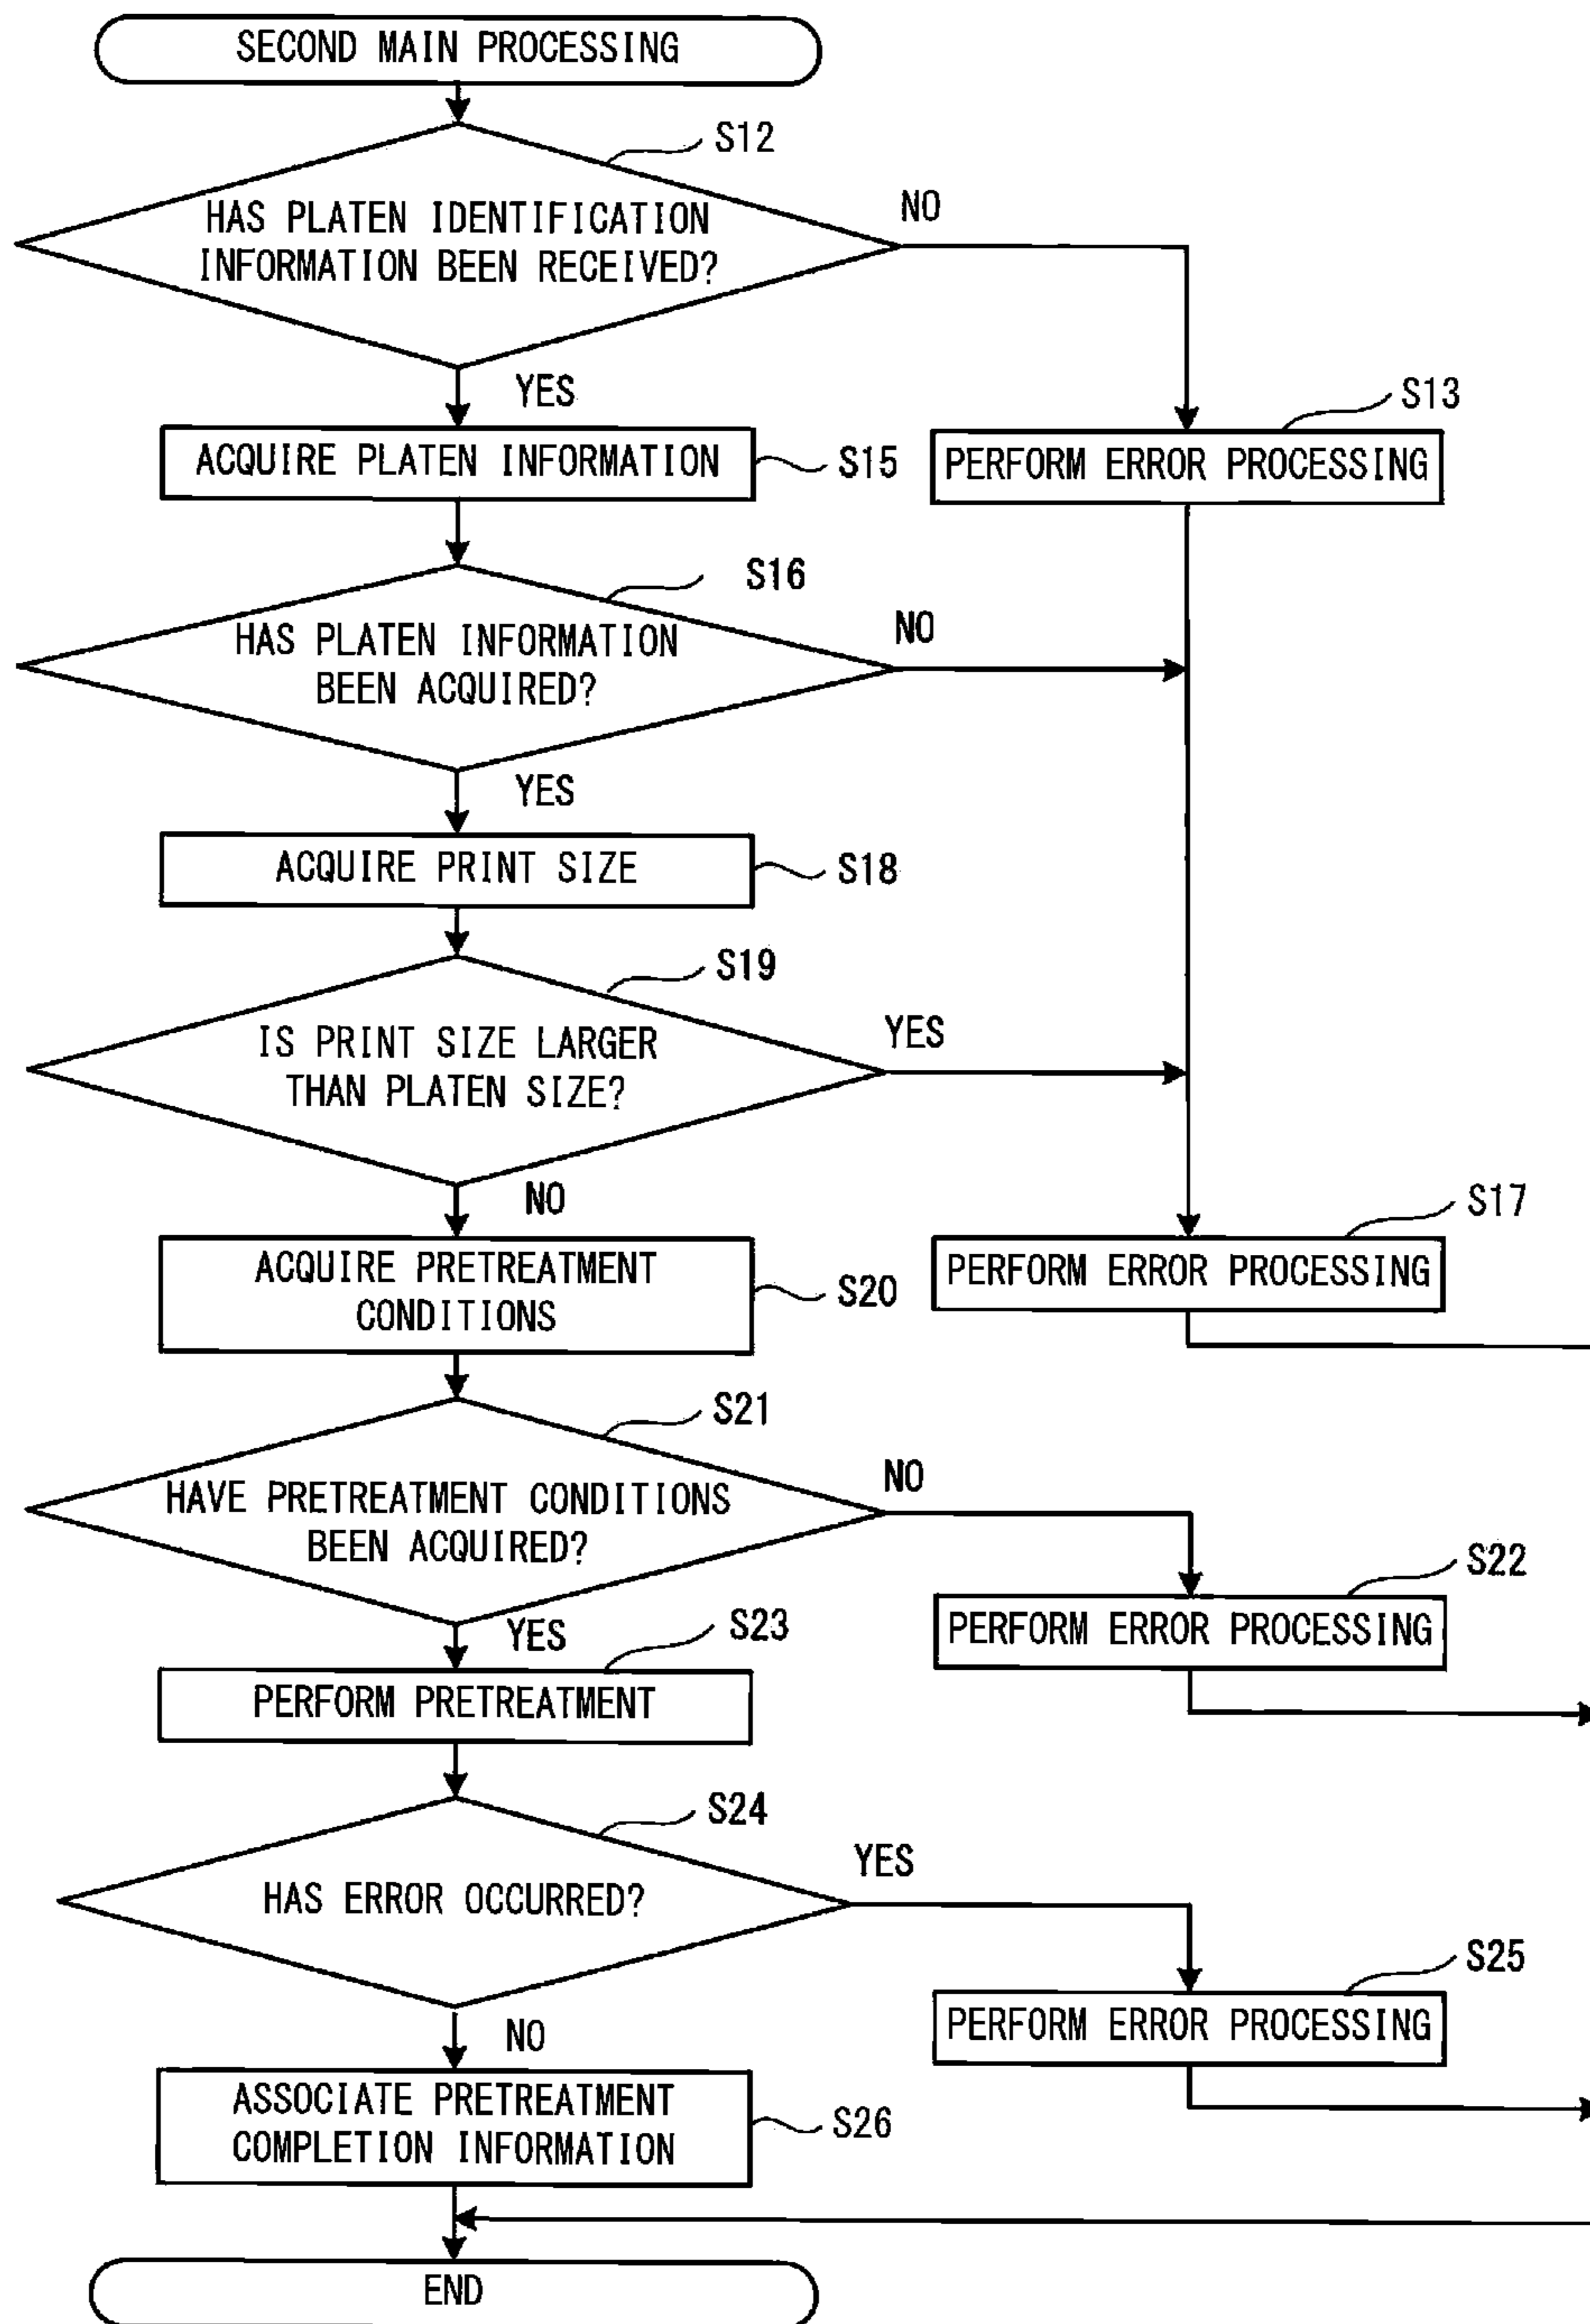 SECOND MAIN PROCESSING
S12
HAS PLATEN IDENTIFICATION
INFORMATION BEEN RECEIVED?
NO
YES
S13
ACQUIRE PLATEN INFORMATION
S15
PERFORM ERROR PROCESSING
S16
HAS PLATEN INFORMATION
BEEN ACQUIRED?
NO
YES
ACQUIRE PRINT SIZE
S18
S19
IS PRINT SIZE LARGER
THAN PLATEN SIZE?
YES
NO
S17
ACQUIRE PRETREATMENT
CONDITIONS
S20
PERFORM ERROR PROCESSING
S21
HAVE PRETREATMENT CONDITIONS
BEEN ACQUIRED?
NO
S22
YES
S23
PERFORM ERROR PROCESSING
PERFORM PRETREATMENT
S24
HAS ERROR OCCURRED?
YES
S25
NO
PERFORM ERROR PROCESSING
ASSOCIATE PRETREATMENT
COMPLETION INFORMATION
S26
END